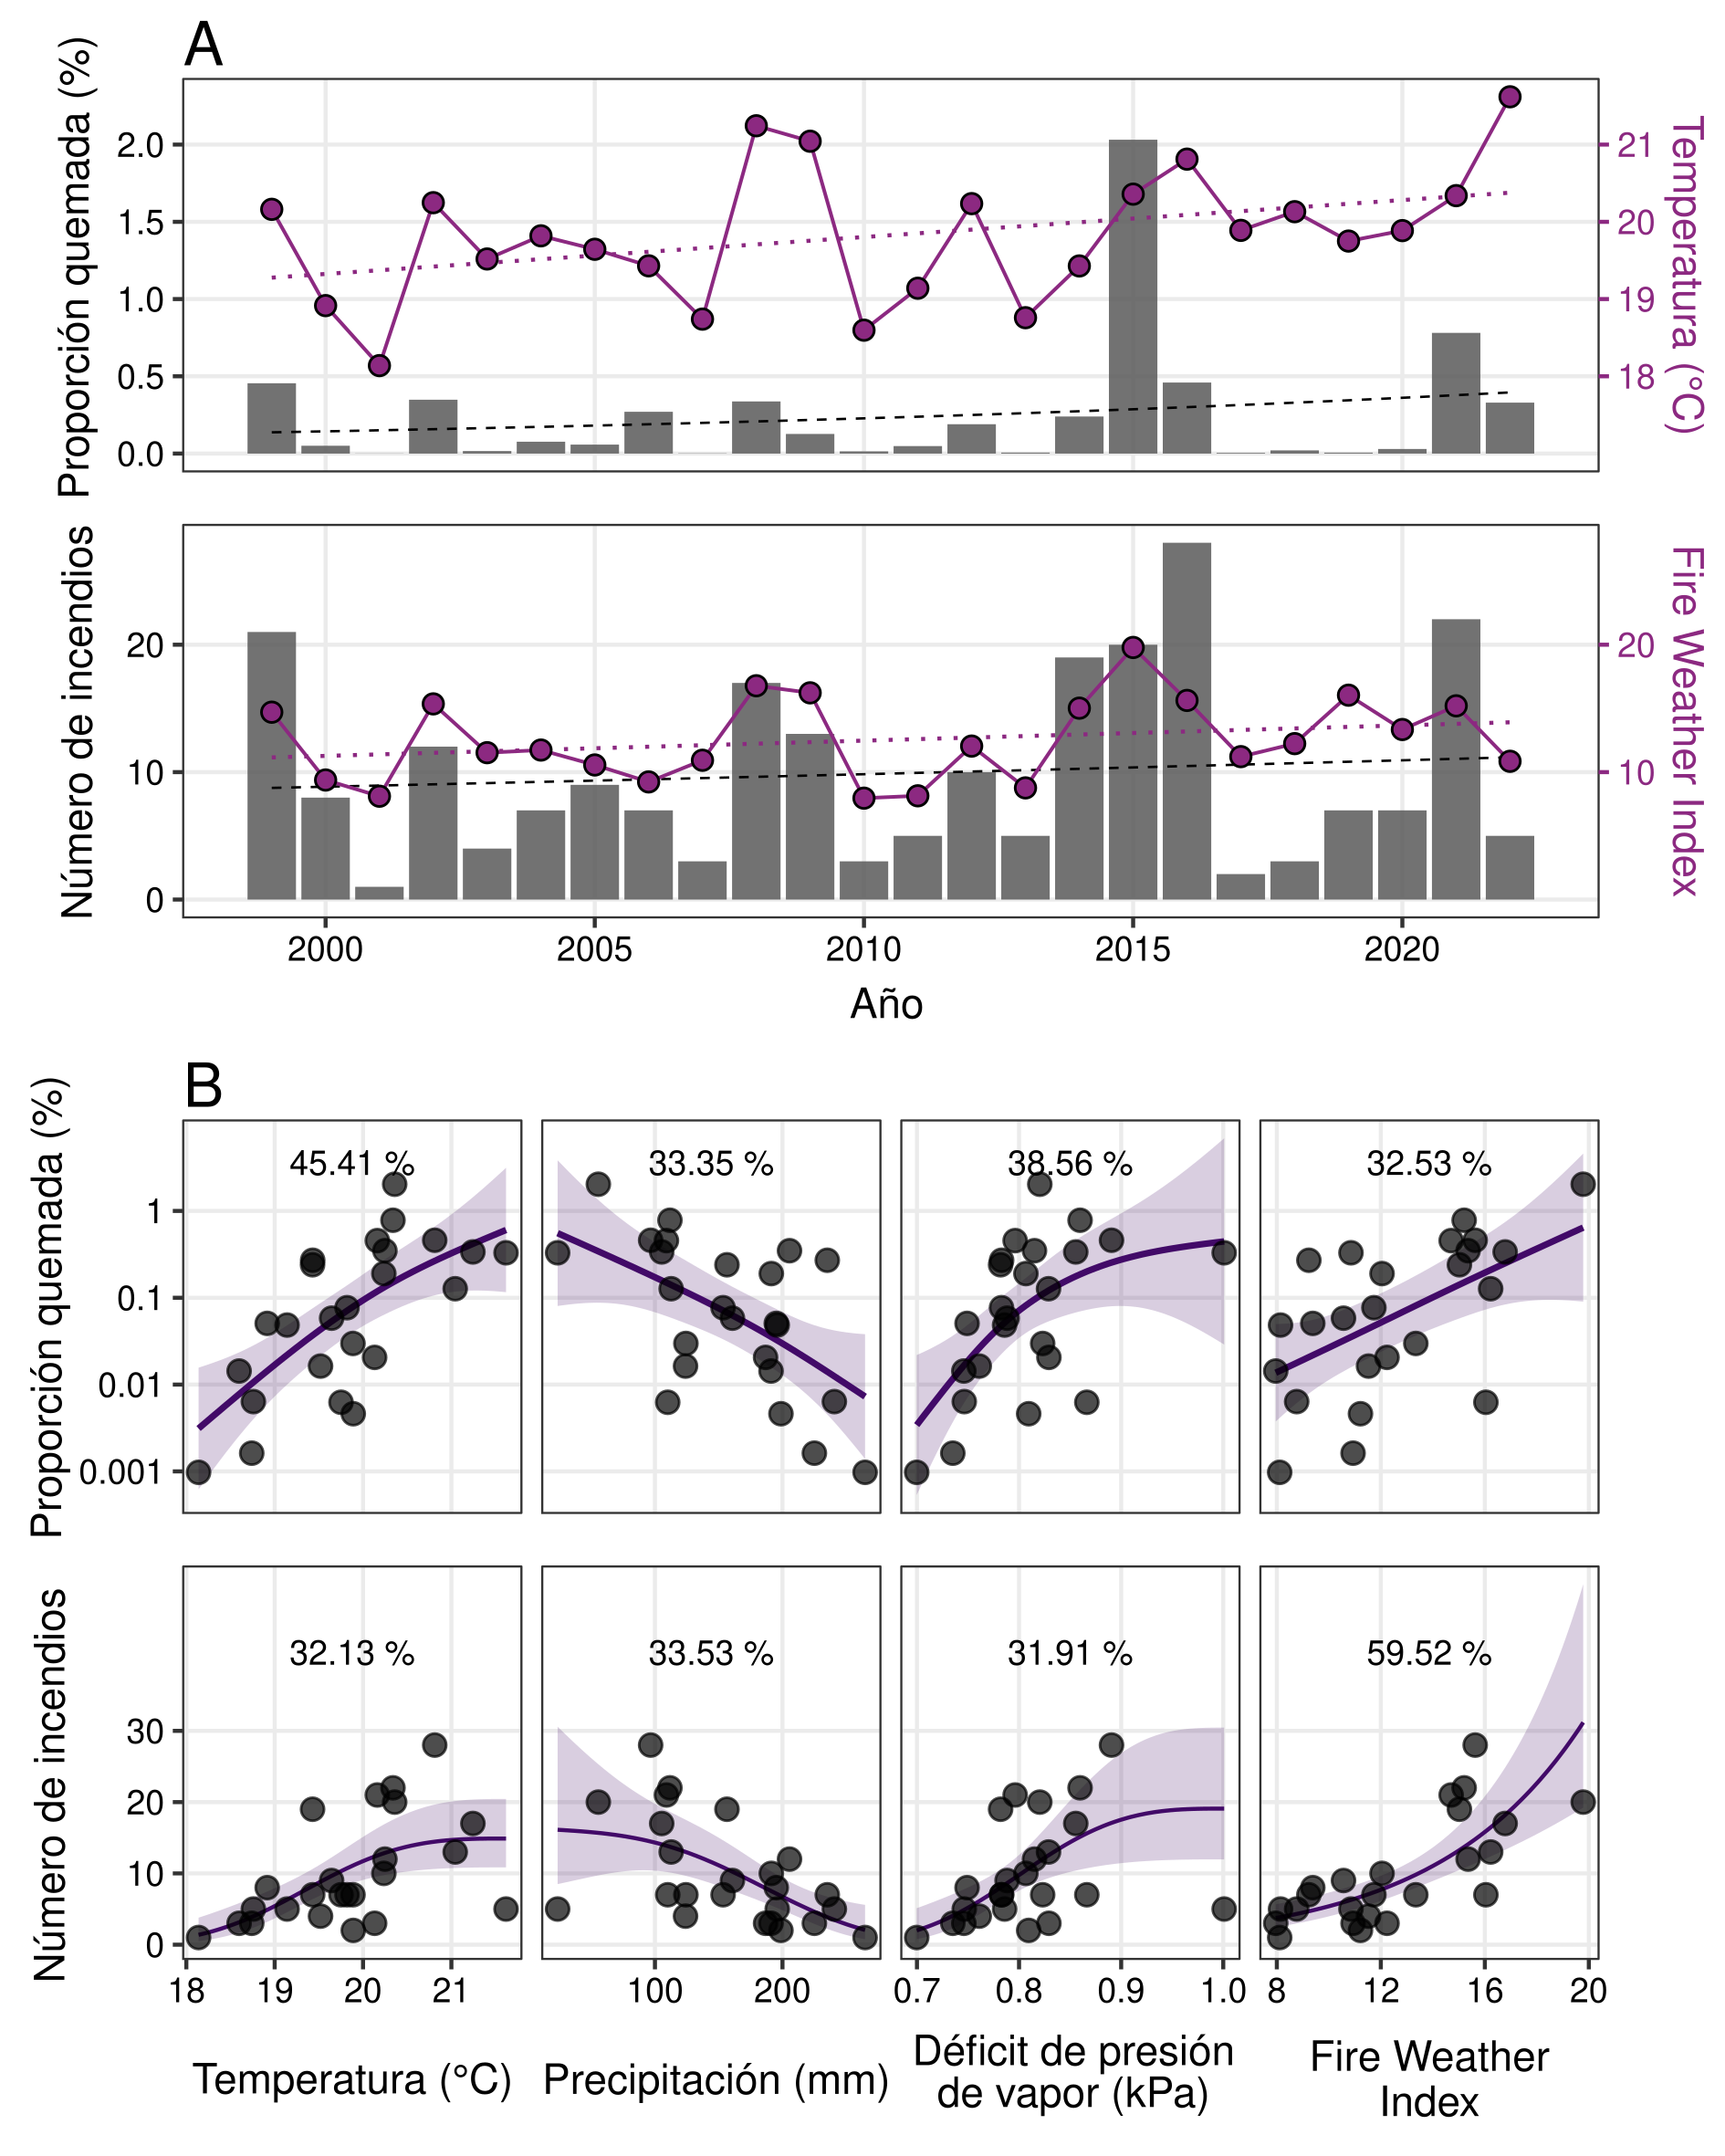 A
Proporción quemada (%)
2.0
1.5
1.0
0.5
0.0
21
20
19
18
Temperatura (°C)
Número de incendios
20
10
0
20
10
Fire Weather Index
2000 2005 2010 2015 2020
Año
B
Proporción quemada (%)
1
0.1
0.01
0.001
45.41 % 33.35 % 38.56 % 32.53 %
Número de incendios
30
20
10
0
32.13 % 33.53 % 31.91 % 59.52 %
18 19 20 21 100 200 0.7 0.8 0.9 1.0 8 12 16 20
Temperatura (°C)
Precipitación (mm)
Déficit de presión
de vapor (kPa)
Fire Weather
Index